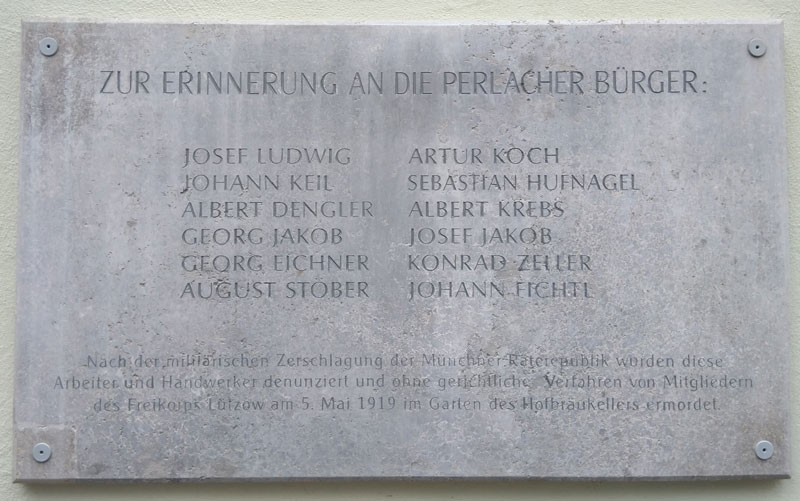 ZUR ERINNERUNG AN DIE PERLACHER BÜRGER:
JOSEF LUDWIG
JOHANN KEIL
ALBERT DENGLER
GEORG JAKOB
GEORG EICHNER
AUGUST STÖBER
ARTUR KOCH
SEBASTIAN HUFNAGEL
ALBERT KREBS
JOSEF JAKOB
KONRAD ZELLER
JOHANN FICHTL
Nach der militärischen Zerschlagung der Münchner Räterepublik wurden diese
Arbeiter und Handwerker denunziert und ohne gerichtliches Verfahren von Mitgliedern
des Freikorps Lützow am 5. Mai 1919 im Garten des Hofbräukellers ermordet.